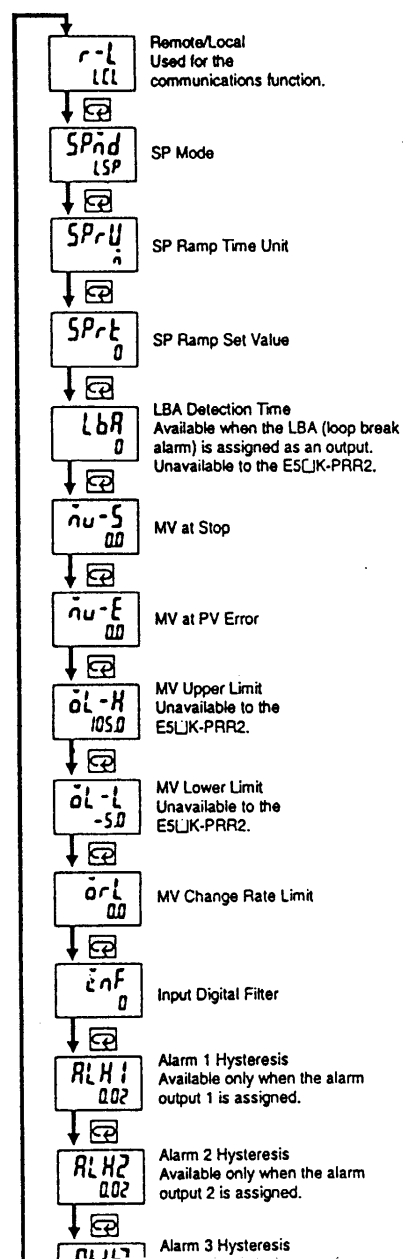 r-L
LCL
Remote/Local
Used for the
communications function.
SPmd
LSP
SP Mode
SPrU
m
SP Ramp Time Unit
SPrt
0
SP Ramp Set Value
LbA
0
LBA Detection Time
Available when the LBA (loop break
alarm) is assigned as an output.
Unavailable to the E5□K-PRR2.
mv-S
0.0
MV at Stop
mv-E
0.0
MV at PV Error
oL-H
105.0
MV Upper Limit
Unavailable to the
E5□K-PRR2.
oL-L
-5.0
MV Lower Limit
Unavailable to the
E5□K-PRR2.
orL
0.0
MV Change Rate Limit
inF
0
Input Digital Filter
ALH1
0.02
Alarm 1 Hysteresis
Available only when the alarm
output 1 is assigned.
ALH2
0.02
Alarm 2 Hysteresis
Available only when the alarm
output 2 is assigned.
Alarm 3 Hysteresis